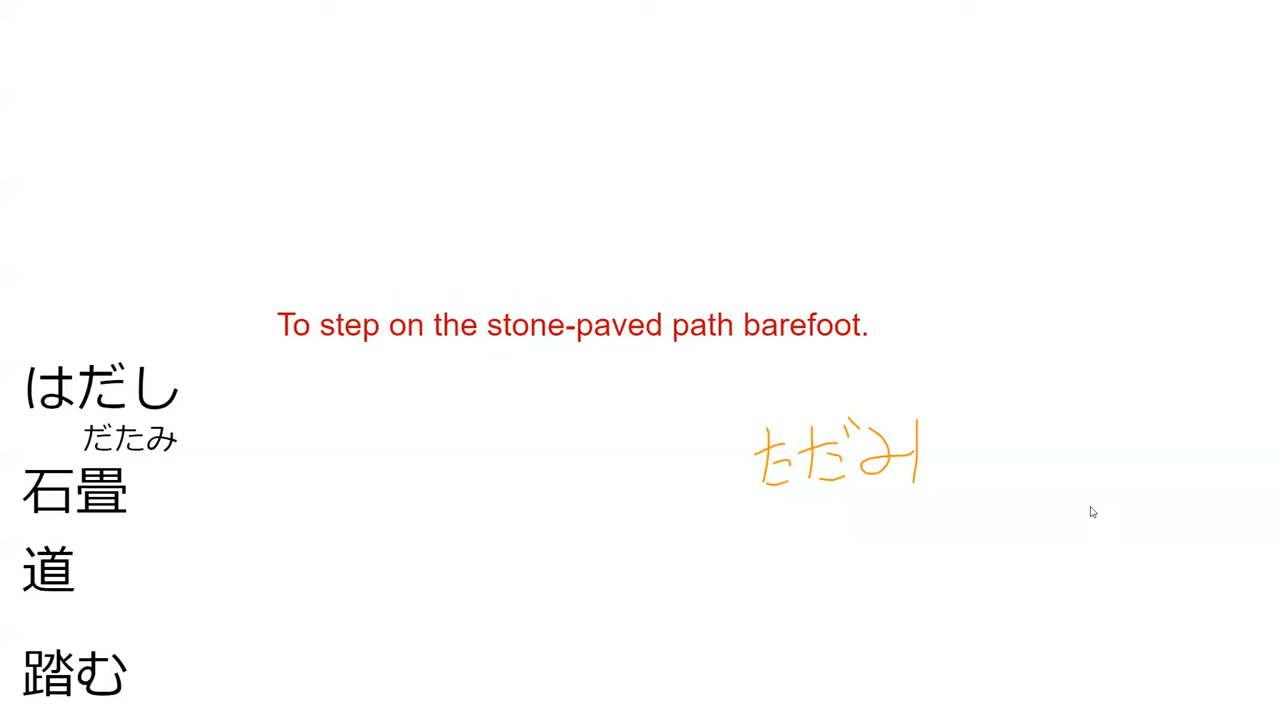 To step on the stone-paved path barefoot.
はだし
だたみ
石畳
ただみ
道
踏む